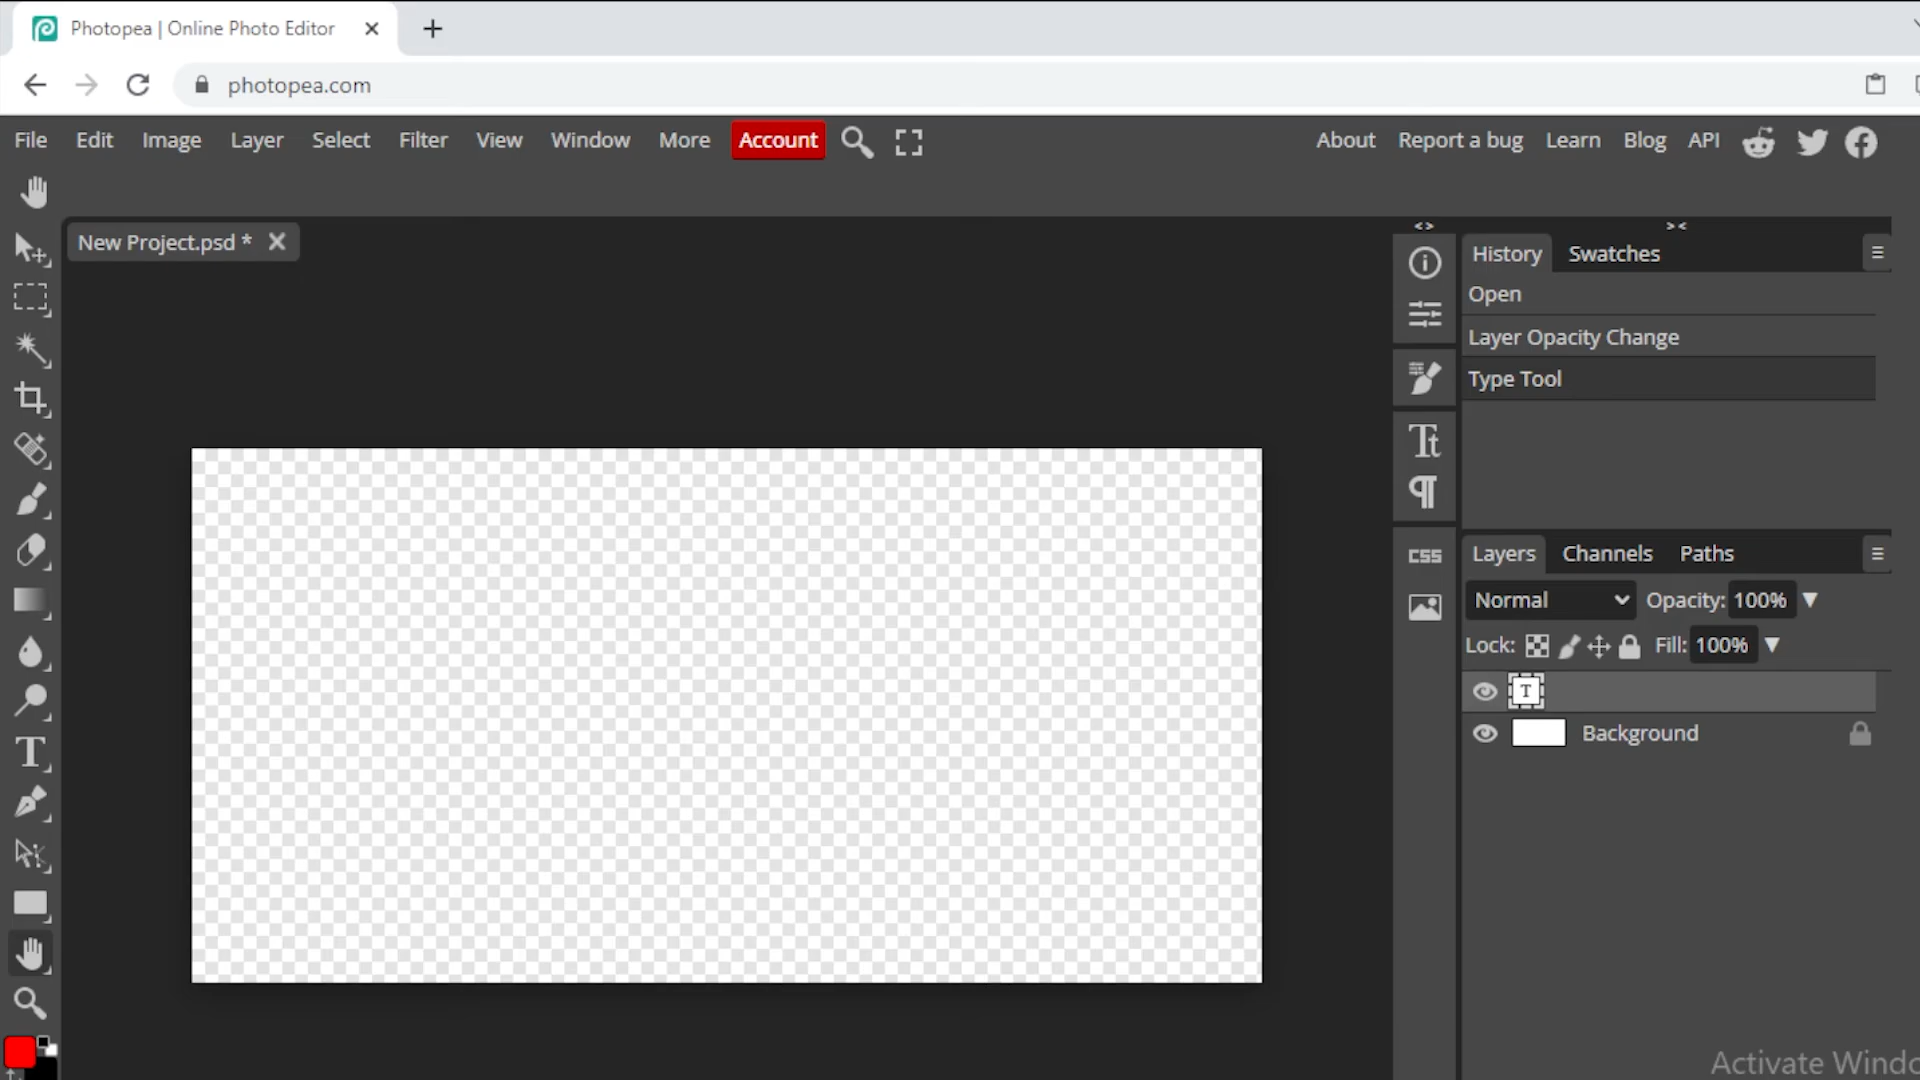 Photopea | Online Photo Editor
photopea.com
File Edit Image Layer Select Filter View Window More Account About Report a bug Learn Blog API
New Project.psd *
History Swatches
Open
Layer Opacity Change
Type Tool
CSS
Layers Channels Paths
Normal Opacity: 100%
Lock: Fill: 100%
T
Background
Activate Windo